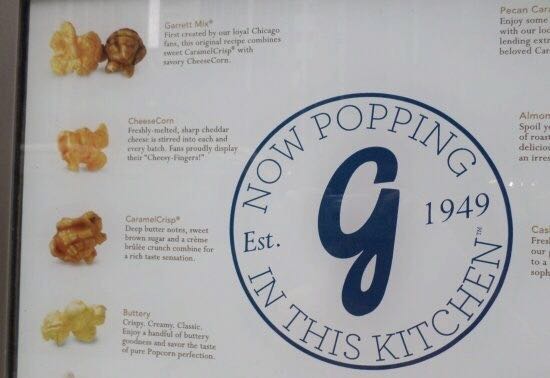 Garrett Mix®
First created by our loyal Chicago
fans, this original recipe combines
sweet CaramelCrisp® with
savory CheeseCorn.
CheeseCorn
Freshly-melted, sharp cheddar
cheese is stirred into each and
every batch. Fans proudly display
their "Cheesy-Fingers!"
CaramelCrisp®
Deep butter notes, sweet
brown sugar and a crème
brûlée crunch combine for
a rich taste sensation.
Buttery
Crispy. Creamy. Classic.
Enjoy a handful of buttery
goodness and savor the taste
of pure Popcorn perfection.
NOW POPPING
Est. g 1949
IN THIS KITCHEN™
Pecan Car
Enjoy some
with our
lending
beloved Car
Almon
Spoil
of roast
delicio
an irres
our
to a
soph